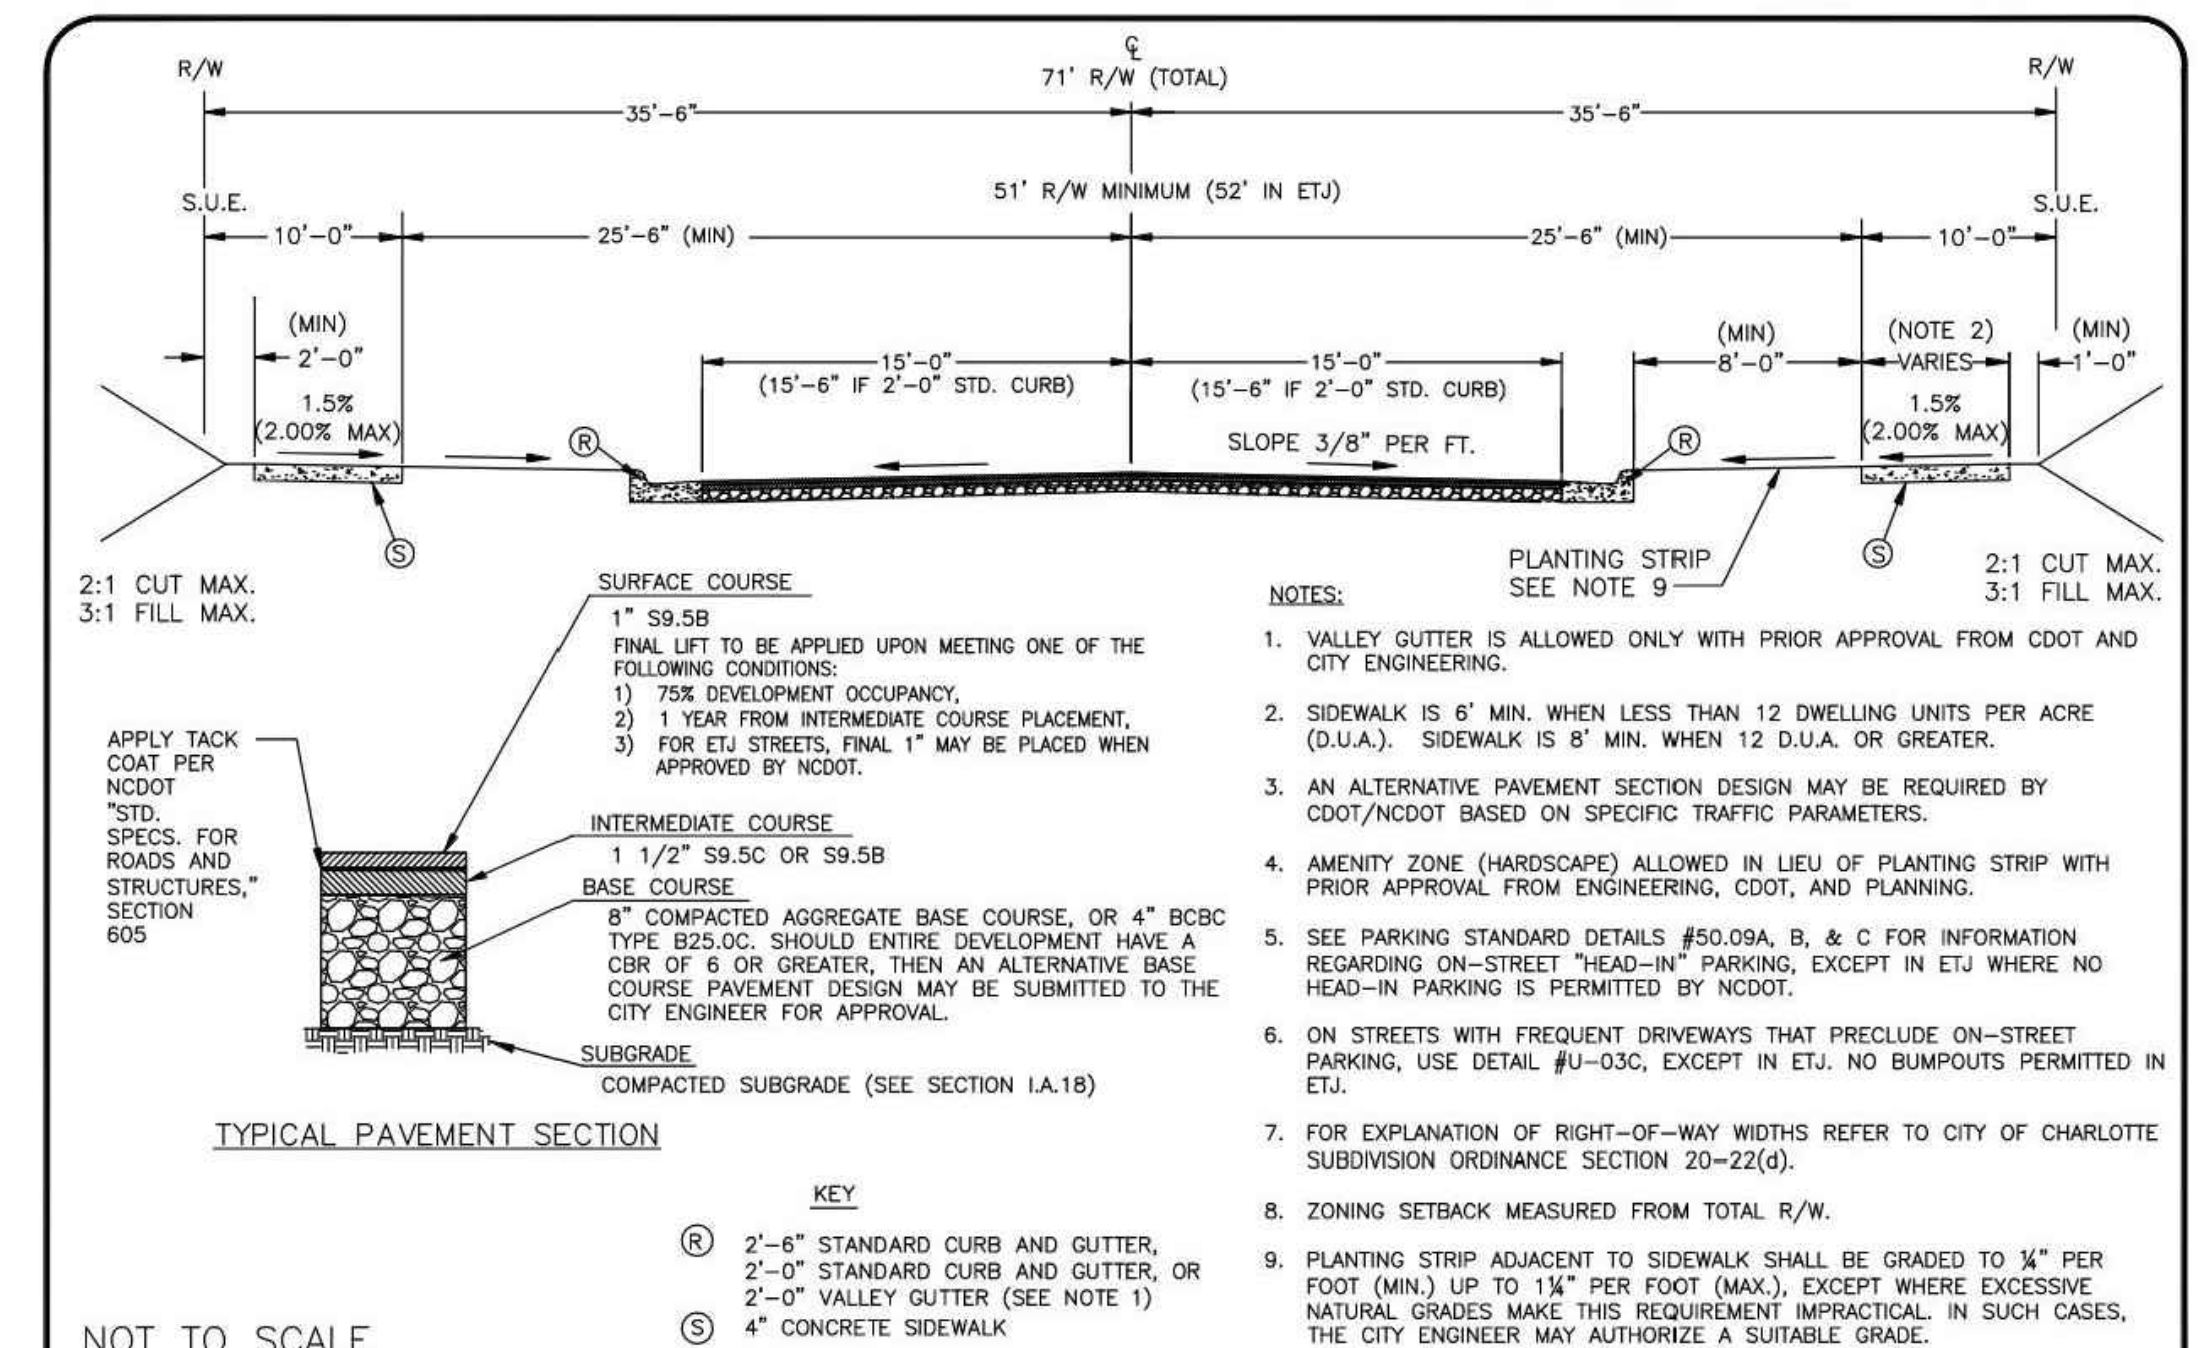 ℄
R/W
71' R/W (TOTAL)
R/W
35'-6"
35'-6"
51' R/W MINIMUM (52' IN ETJ)
S.U.E.
S.U.E.
10'-0"
25'-6" (MIN)
25'-6" (MIN)
10'-0"
(MIN)
2'-0"
15'-0"
(15'-6" IF 2'-0" STD. CURB)
15'-0"
(15'-6" IF 2'-0" STD. CURB)
(MIN)
8'-0"
(NOTE 2)
VARIES
(MIN)
1'-0"
1.5%
(2.00% MAX)
R
SLOPE 3/8" PER FT.
R
1.5%
(2.00% MAX)
S
PLANTING STRIP
SEE NOTE 9
S
2:1 CUT MAX.
3:1 FILL MAX.
2:1 CUT MAX.
3:1 FILL MAX.
SURFACE COURSE
1" S9.5B
FINAL LIFT TO BE APPLIED UPON MEETING ONE OF THE
FOLLOWING CONDITIONS:
1) 75% DEVELOPMENT OCCUPANCY,
2) 1 YEAR FROM INTERMEDIATE COURSE PLACEMENT,
3) FOR ETJ STREETS, FINAL 1" MAY BE PLACED WHEN
APPROVED BY NCDOT.
APPLY TACK
COAT PER
NCDOT
"STD.
SPECS. FOR
ROADS AND
STRUCTURES,"
SECTION
605
INTERMEDIATE COURSE
1 1/2" S9.5C OR S9.5B
BASE COURSE
8" COMPACTED AGGREGATE BASE COURSE, OR 4" BCBC
TYPE B25.0C. SHOULD ENTIRE DEVELOPMENT HAVE A
CBR OF 6 OR GREATER, THEN AN ALTERNATIVE BASE
COURSE PAVEMENT DESIGN MAY BE SUBMITTED TO THE
CITY ENGINEER FOR APPROVAL.
SUBGRADE
COMPACTED SUBGRADE (SEE SECTION I.A.18)
TYPICAL PAVEMENT SECTION
KEY
R 2'-6" STANDARD CURB AND GUTTER,
2'-0" STANDARD CURB AND GUTTER, OR
2'-0" VALLEY GUTTER (SEE NOTE 1)
S 4" CONCRETE SIDEWALK
NOT TO SCALE
NOTES:
1. VALLEY GUTTER IS ALLOWED ONLY WITH PRIOR APPROVAL FROM CDOT AND
CITY ENGINEERING.
2. SIDEWALK IS 6' MIN. WHEN LESS THAN 12 DWELLING UNITS PER ACRE
(D.U.A.). SIDEWALK IS 8' MIN. WHEN 12 D.U.A. OR GREATER.
3. AN ALTERNATIVE PAVEMENT SECTION DESIGN MAY BE REQUIRED BY
CDOT/NCDOT BASED ON SPECIFIC TRAFFIC PARAMETERS.
4. AMENITY ZONE (HARDSCAPE) ALLOWED IN LIEU OF PLANTING STRIP WITH
PRIOR APPROVAL FROM ENGINEERING, CDOT, AND PLANNING.
5. SEE PARKING STANDARD DETAILS #50.09A, B, & C FOR INFORMATION
REGARDING ON-STREET "HEAD-IN" PARKING, EXCEPT IN ETJ WHERE NO
HEAD-IN PARKING IS PERMITTED BY NCDOT.
6. ON STREETS WITH FREQUENT DRIVEWAYS THAT PRECLUDE ON-STREET
PARKING, USE DETAIL #U-03C, EXCEPT IN ETJ. NO BUMPOUTS PERMITTED IN
ETJ.
7. FOR EXPLANATION OF RIGHT-OF-WAY WIDTHS REFER TO CITY OF CHARLOTTE
SUBDIVISION ORDINANCE SECTION 20-22(d).
8. ZONING SETBACK MEASURED FROM TOTAL R/W.
9. PLANTING STRIP ADJACENT TO SIDEWALK SHALL BE GRADED TO ¼" PER
FOOT (MIN.) UP TO 1¼" PER FOOT (MAX.), EXCEPT WHERE EXCESSIVE
NATURAL GRADES MAKE THIS REQUIREMENT IMPRACTICAL. IN SUCH CASES,
THE CITY ENGINEER MAY AUTHORIZE A SUITABLE GRADE.